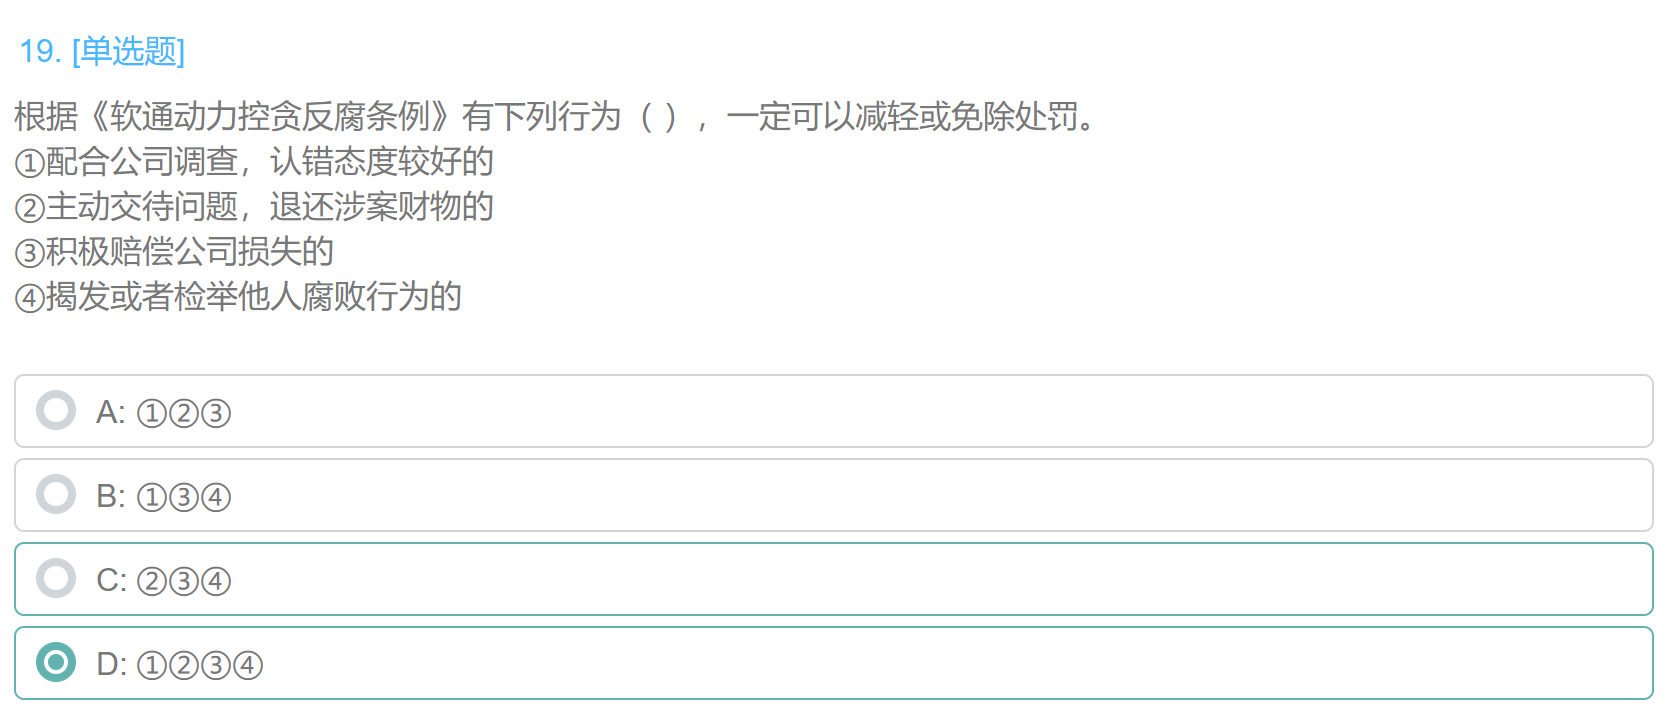 19. [单选题]
根据《软通动力控贪反腐条例》有下列行为（ ），一定可以减轻或免除处罚。
①配合公司调查，认错态度较好的
②主动交待问题，退还涉案财物的
③积极赔偿公司损失的
④揭发或者检举他人腐败行为的
A: ①②③
B: ①③④
C: ②③④
D: ①②③④